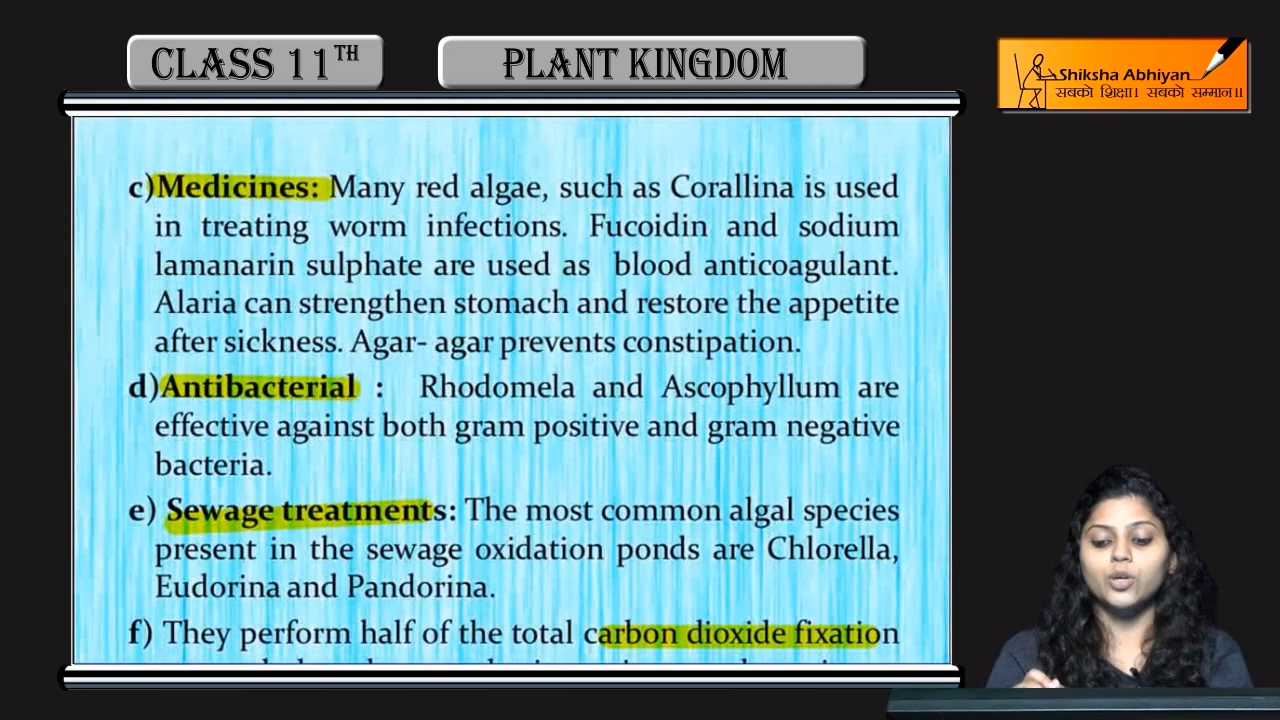 CLASS 11TH
PLANT KINGDOM
Shiksha Abhiyan
सबको शिक्षा। सबको सम्मान॥
c)Medicines: Many red algae, such as Corallina is used
in treating worm infections. Fucoidin and sodium
lamanarin sulphate are used as blood anticoagulant.
Alaria can strengthen stomach and restore the appetite
after sickness. Agar- agar prevents constipation.
d)Antibacterial : Rhodomela and Ascophyllum are
effective against both gram positive and gram negative
bacteria.
e) Sewage treatments: The most common algal species
present in the sewage oxidation ponds are Chlorella,
Eudorina and Pandorina.
f) They perform half of the total carbon dioxide fixation